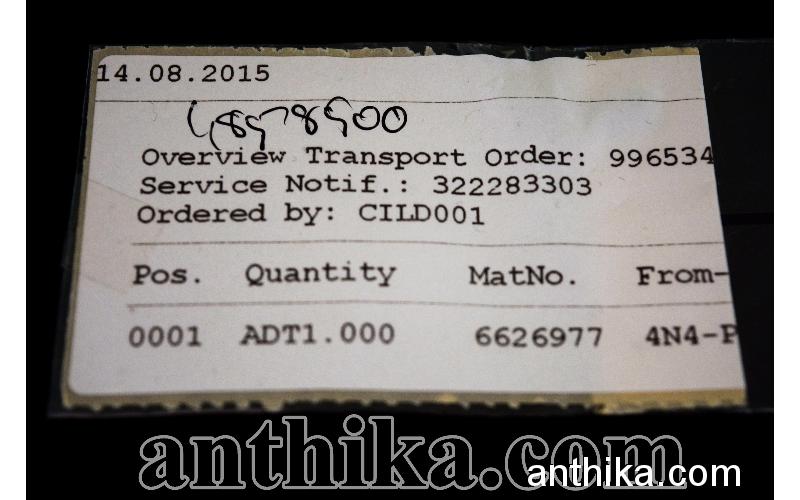 14.08.2015
48978900
Overview Transport Order: 996534
Service Notif.: 322283303
Ordered by: CILD001
Pos. Quantity MatNo. From-
0001 ADT1.000 6626977 4N4-P
anthika.com
anthika.com